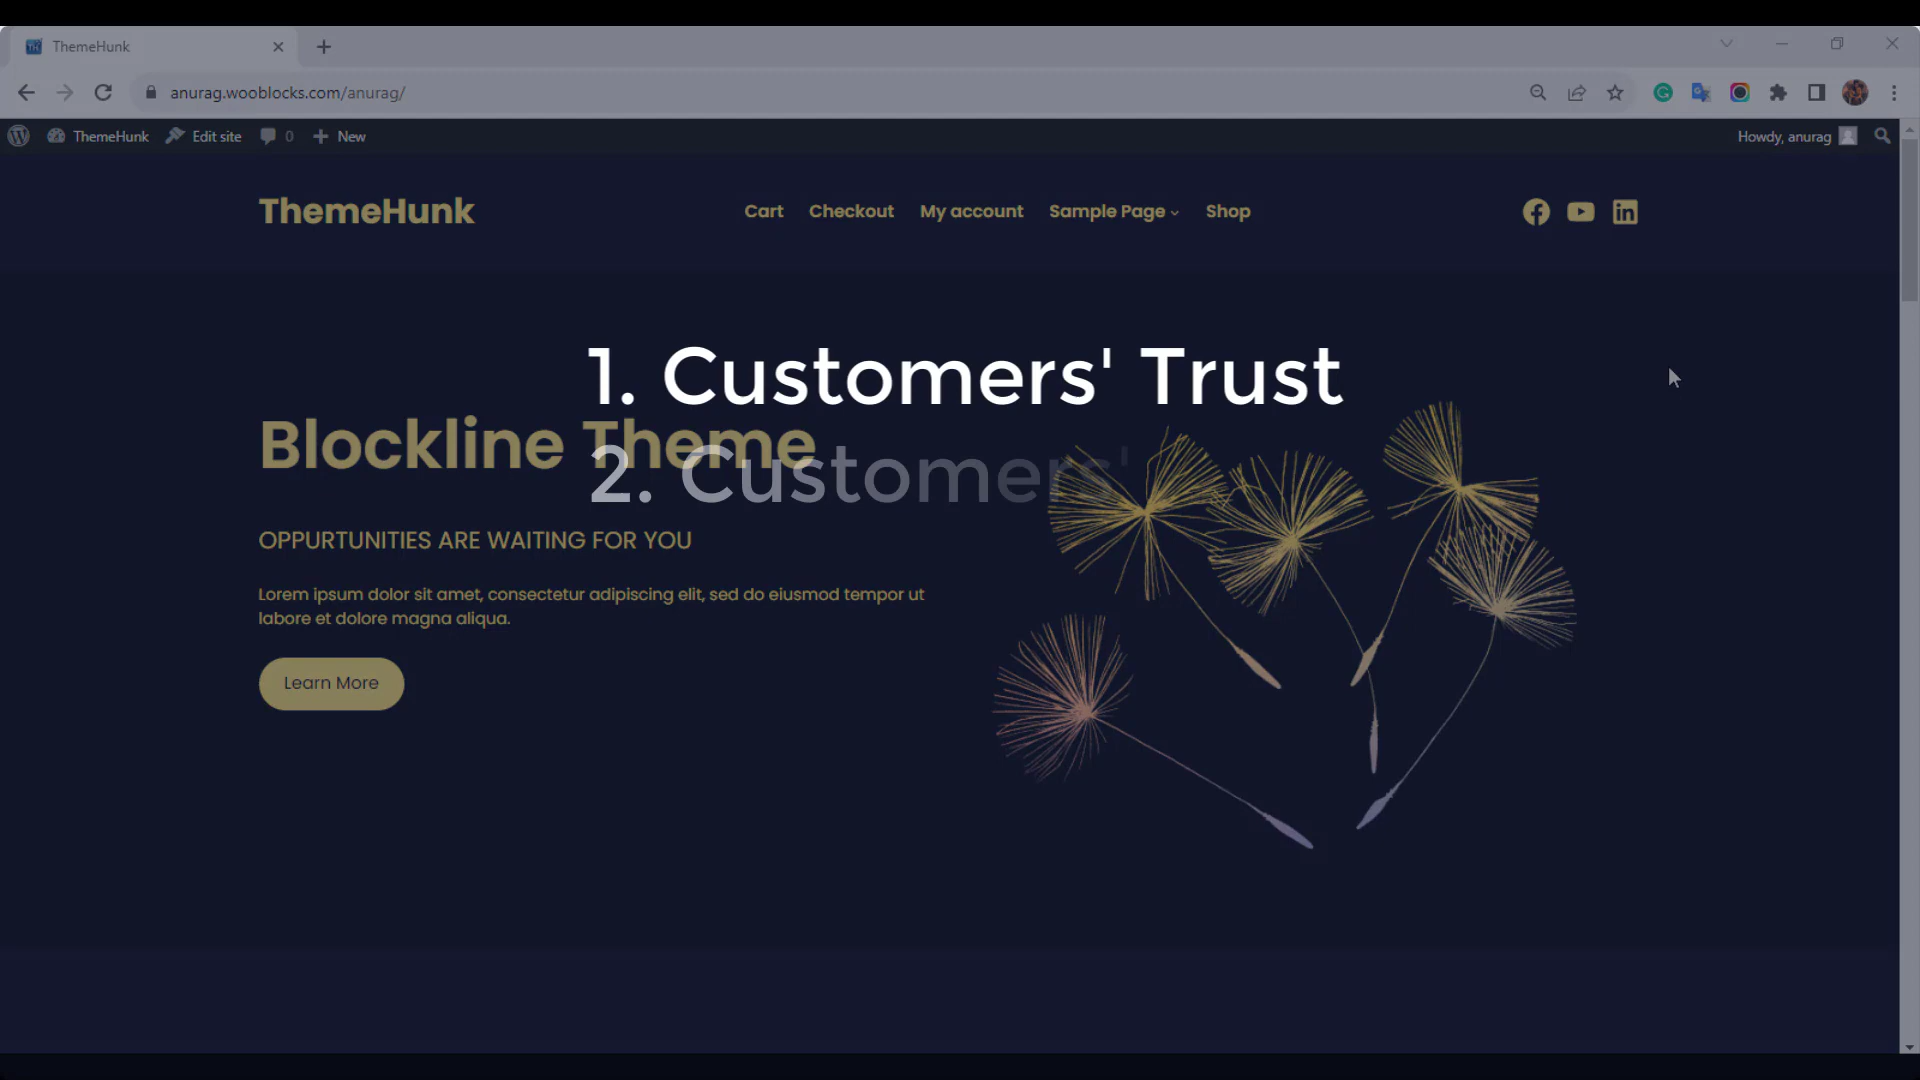 ThemeHunk
anurag.wooblocks.com/anurag/
ThemeHunk Edit site 0 New Howdy, anurag
ThemeHunk Cart Checkout My account Sample Page Shop
1. Customers' Trust
Blockline Theme
2. Customers'
OPPURTUNITIES ARE WAITING FOR YOU
Lorem ipsum dolor sit amet, consectetur adipiscing elit, sed do eiusmod tempor ut
labore et dolore magna aliqua.
Learn More